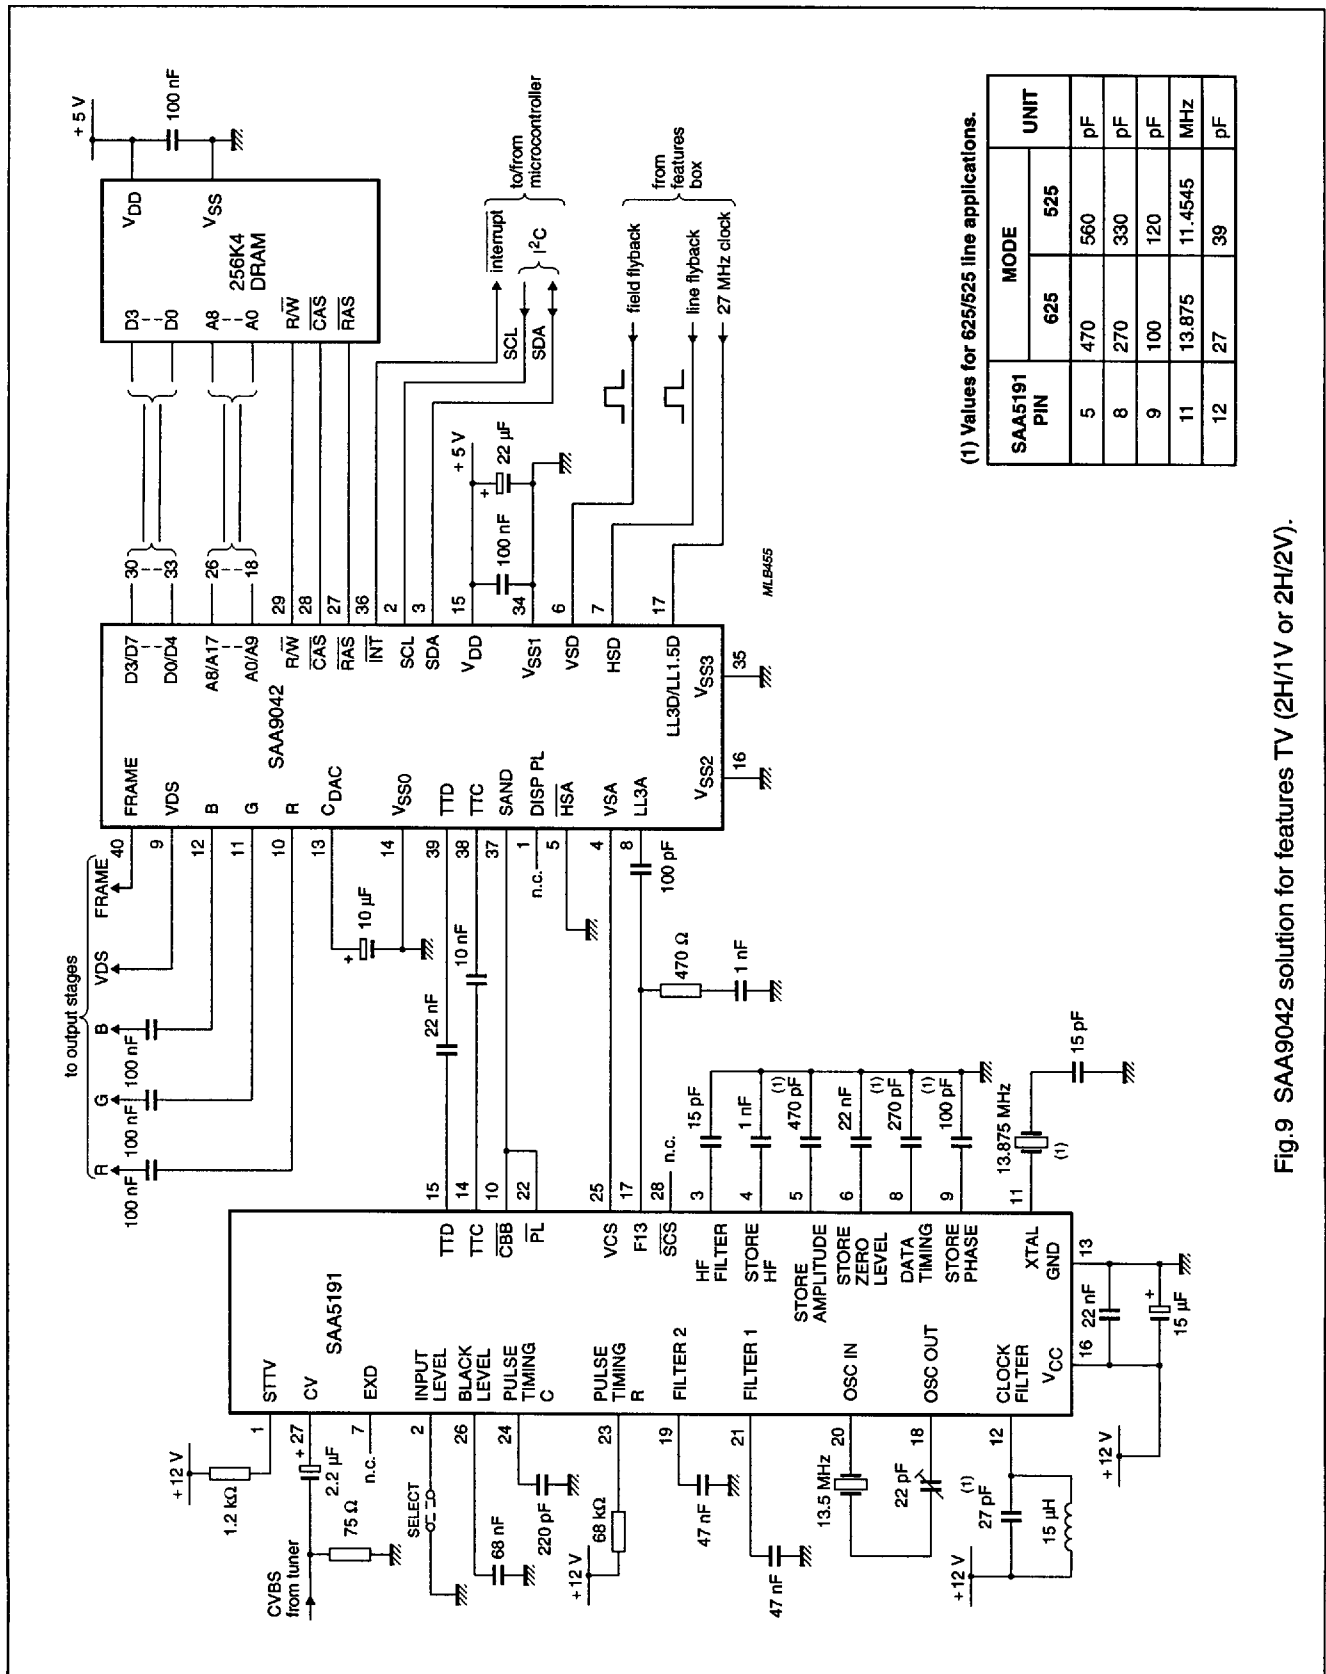 + 5 V
100 nF
VDD
VSS
256K4
DRAM
D3
D0
A8
A0
R/W
CAS
RAS
interrupt
to/from
microcontroller
SCL
SDA
I2C
field flyback
line flyback
27 MHz clock
from
features
box
30
33
26
18
29
28
27
36
2
3
15
34
6
7
17
+ 5 V
22 µF
+
100 nF
MLB455
D3/D7
D0/D4
A8/A17
A0/A9
R/W
CAS
RAS
INT
SCL
SDA
VDD
VSS1
VSD
HSD
LL3D/LL1.5D
VSS3
35
VSS2
16
SAA9042
FRAME
VDS
B
G
R
CDAC
VSS0
TTD
TTC
SAND
DISP PL
HSA
VSA
LL3A
40
9
12
11
10
13
14
39
38
37
1
5
4
8
n.c.
to output stages
FRAME
VDS
B
G
R
100 nF
100 nF
100 nF
+
10 µF
22 nF
10 nF
100 pF
470 Ω
1 nF
15
14
10
22
25
17
28
n.c.
3
4
5
6
8
9
11
15 pF
1 nF
(1)
470 pF
22 nF
(1)
270 pF
(1)
100 pF
13.875 MHz
(1)
15 pF
TTD
TTC
CBB
PL
VCS
F13
SCS
HF
FILTER
STORE
HF
STORE
AMPLITUDE
STORE
ZERO
LEVEL
DATA
TIMING
STORE
PHASE
XTAL
GND
13
22 nF
+
15 µF
16
VCC
+12 V
SAA5191
STTV
CV
EXD
INPUT
LEVEL
BLACK
LEVEL
PULSE
TIMING
C
PULSE
TIMING
R
FILTER 2
FILTER 1
OSC IN
OSC OUT
CLOCK
FILTER
1
27
7
2
26
24
23
19
21
20
18
12
+12 V
1.2 kΩ
+
2.2 µF
75 Ω
CVBS
from tuner
n.c.
SELECT
68 nF
220 pF
68 kΩ
+12 V
47 nF
47 nF
13.5 MHz
22 pF
(1)
27 pF
15 µH
+12 V
(1) Values for 625/525 line applications.
SAA5191 PIN MODE UNIT
625 525
5 470 560 pF
8 270 330 pF
9 100 120 pF
11 13.875 11.4545 MHz
12 27 39 pF
Fig.9 SAA9042 solution for features TV (2H/1V or 2H/2V).